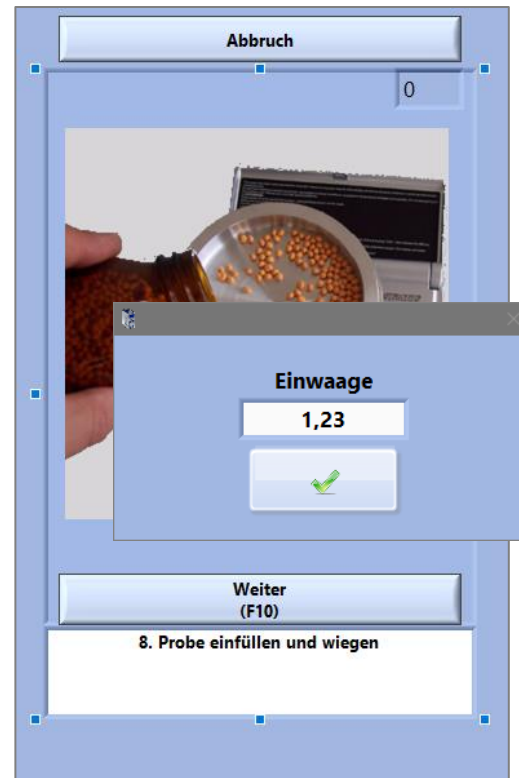 Abbruch
0
Einwaage
1,23
Weiter
(F10)
8. Probe einfüllen und wiegen